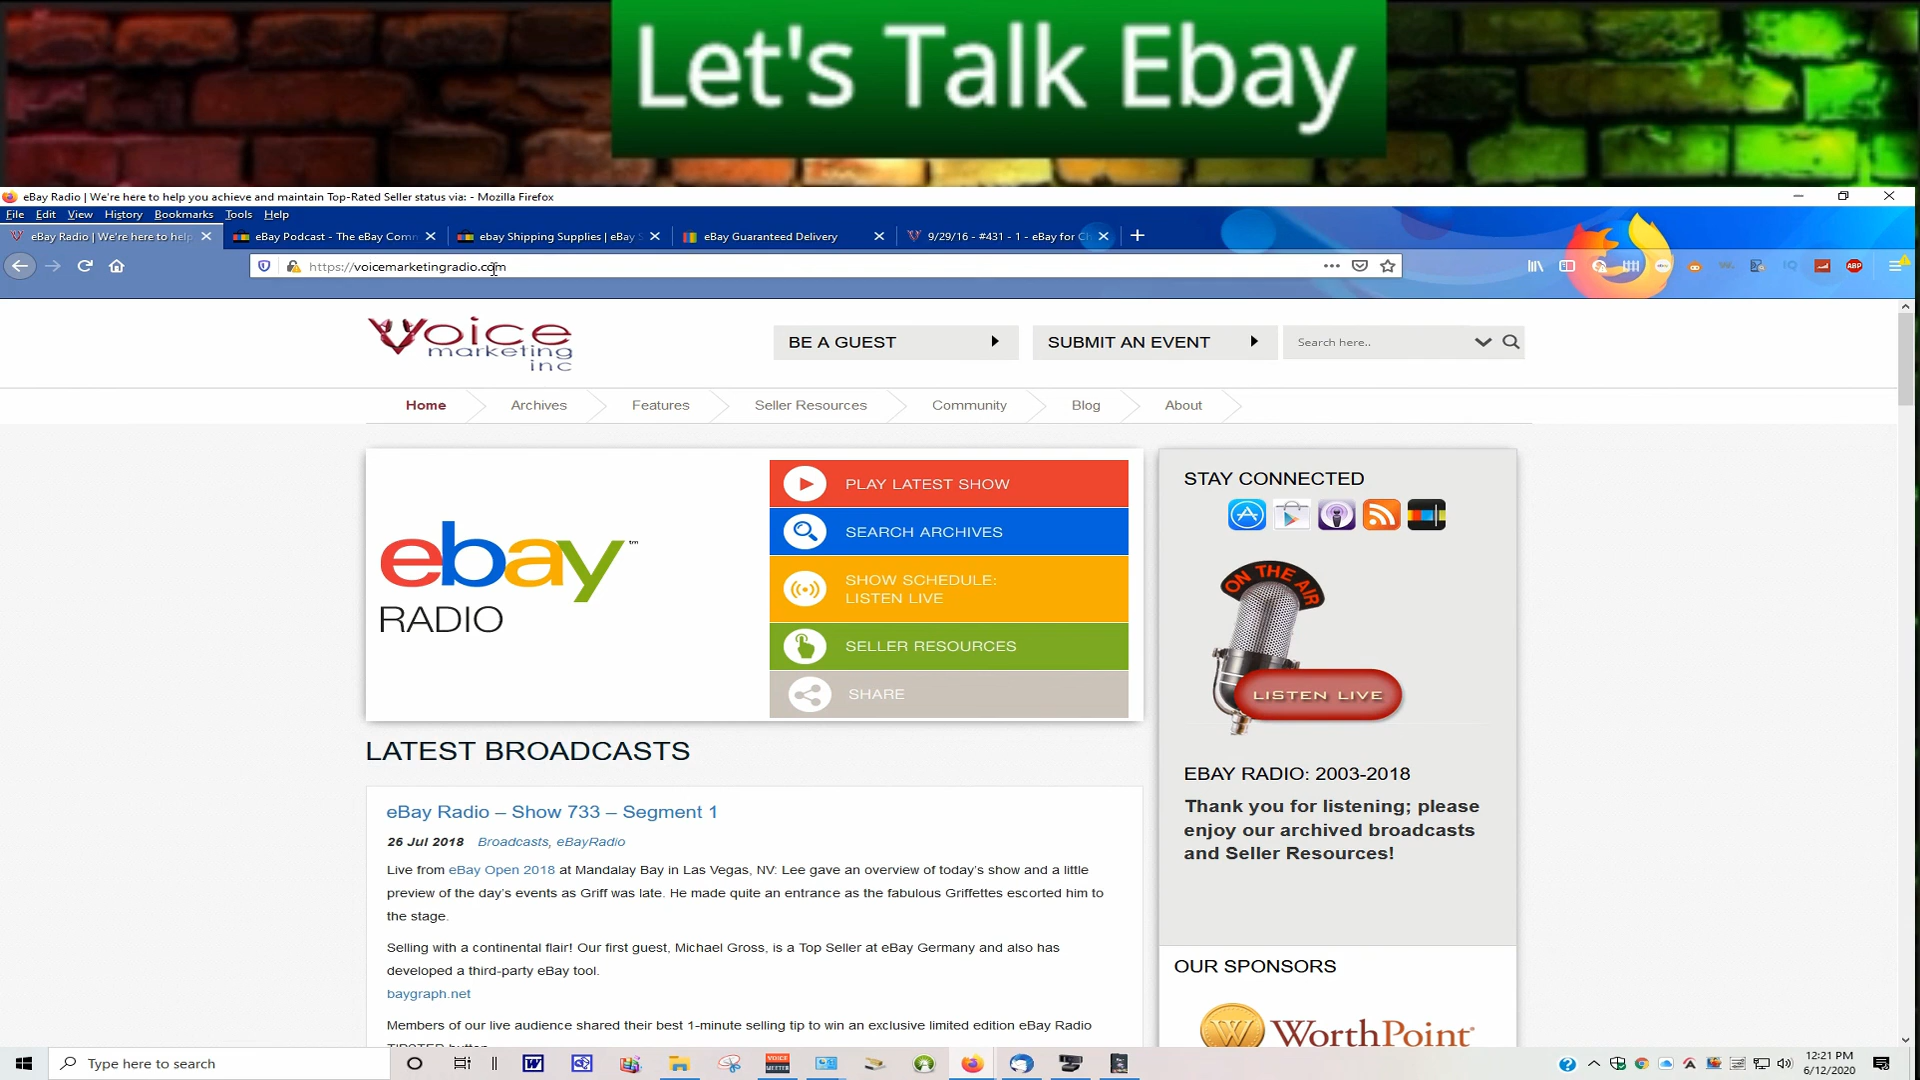 Let's Talk Ebay
eBay Radio | We're here to help you achieve and maintain Top-Rated Seller status via: - Mozilla Firefox
File Edit View History Bookmarks Tools Help
eBay Radio | We're here to help
eBay Podcast - The eBay Comm
ebay Shipping Supplies | eBay S
eBay Guaranteed Delivery
9/29/16 - #431 - 1 - eBay for Ch
https://voicemarketingradio.com
ABP
Voice
marketing
inc
BE A GUEST
SUBMIT AN EVENT
Search here..
Home Archives Features Seller Resources Community Blog About
ebay™
RADIO
PLAY LATEST SHOW
SEARCH ARCHIVES
SHOW SCHEDULE:
LISTEN LIVE
SELLER RESOURCES
SHARE
STAY CONNECTED
ON THE AIR
LISTEN LIVE
EBAY RADIO: 2003-2018
Thank you for listening; please
enjoy our archived broadcasts
and Seller Resources!
OUR SPONSORS
WorthPoint
LATEST BROADCASTS
eBay Radio – Show 733 – Segment 1
26 Jul 2018 Broadcasts, eBayRadio
Live from eBay Open 2018 at Mandalay Bay in Las Vegas, NV: Lee gave an overview of today's show and a little
preview of the day's events as Griff was late. He made quite an entrance as the fabulous Griffettes escorted him to
the stage.
Selling with a continental flair! Our first guest, Michael Gross, is a Top Seller at eBay Germany and also has
developed a third-party eBay tool.
baygraph.net
Members of our live audience shared their best 1-minute selling tip to win an exclusive limited edition eBay Radio
Type here to search
VOICE
MEETER
12:21 PM
6/12/2020